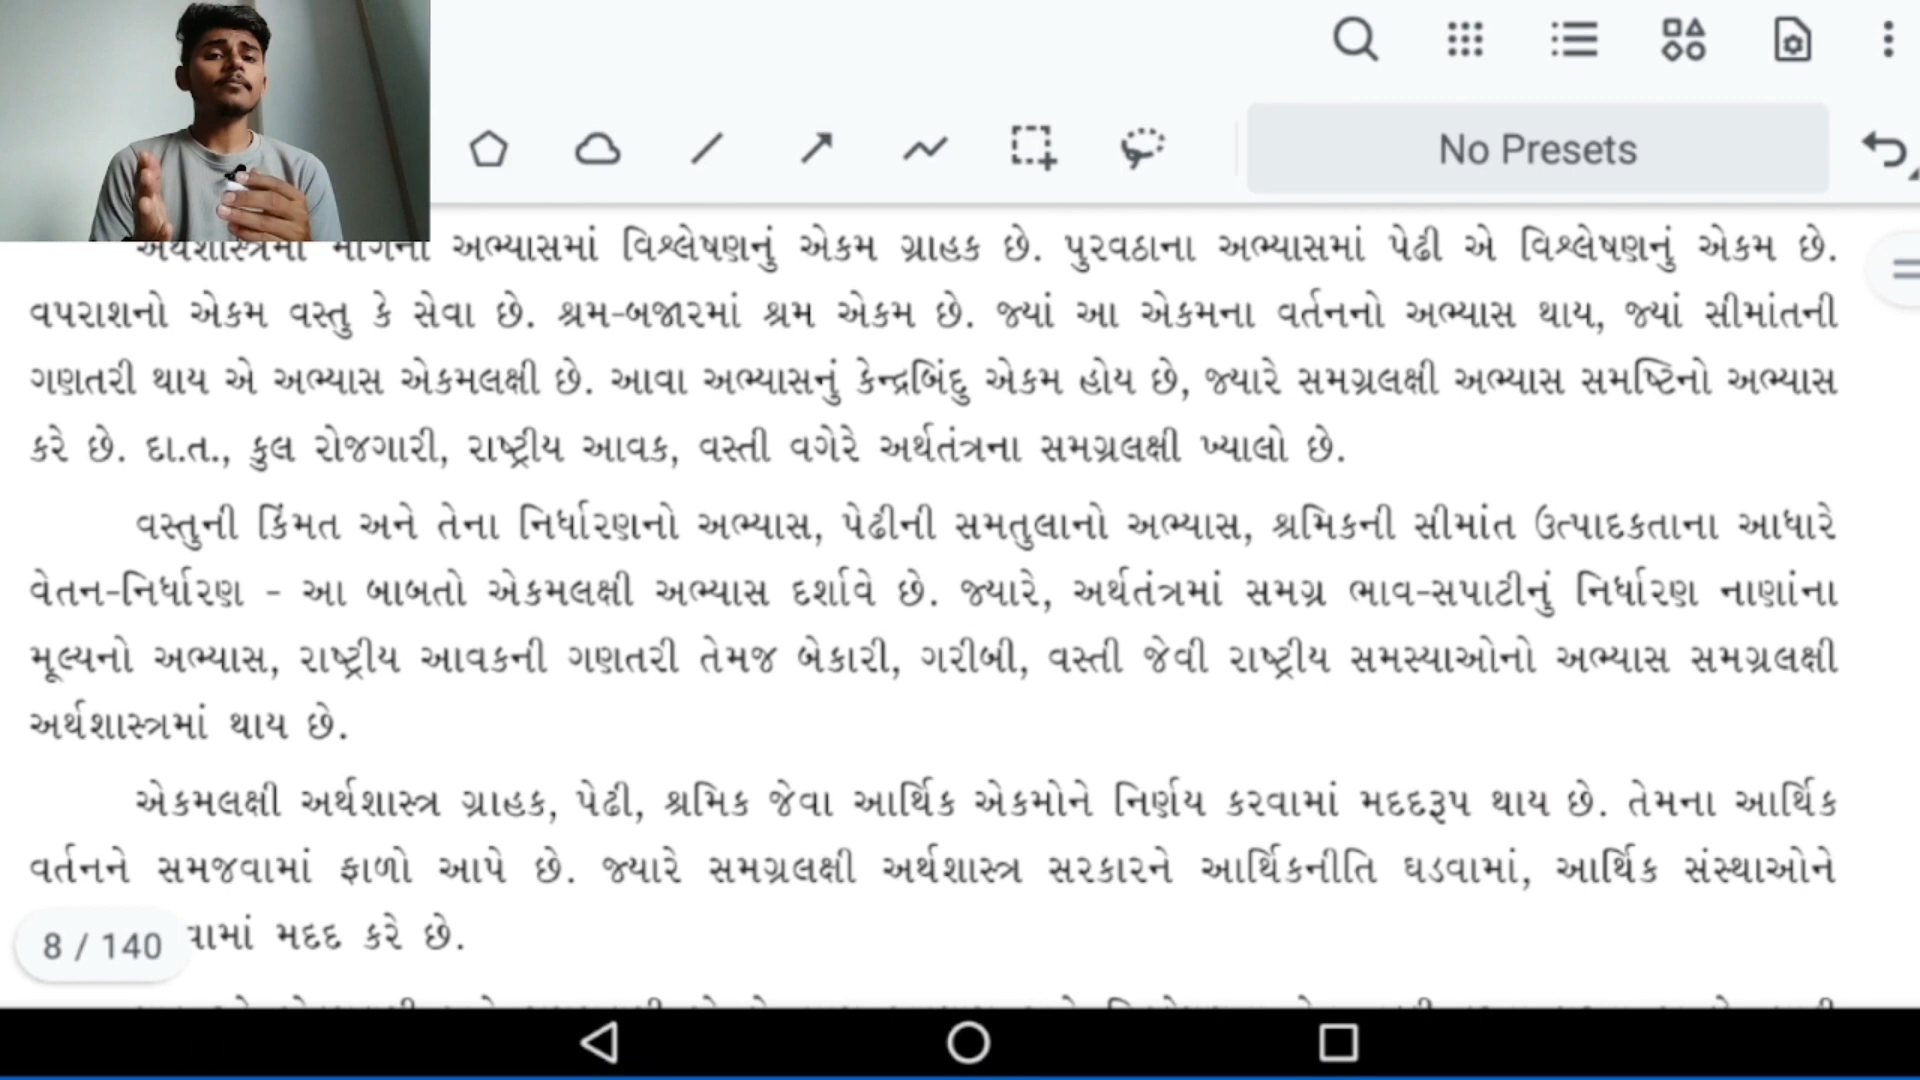 No Presets
અર્થશાસ્ત્રમાં માંગના અભ્યાસમાં વિશ્લેષણનું એકમ ગ્રાહક છે. પુરવઠાના અભ્યાસમાં પેઢી એ વિશ્લેષણનું એકમ છે.
વપરાશનો એકમ વસ્તુ કે સેવા છે. શ્રમ-બજારમાં શ્રમ એકમ છે. જ્યાં આ એકમના વર્તનનો અભ્યાસ થાય, જ્યાં સીમાંતની
ગણતરી થાય એ અભ્યાસ એકમલક્ષી છે. આવા અભ્યાસનું કેન્દ્રબિંદુ એકમ હોય છે, જ્યારે સમગ્રલક્ષી અભ્યાસ સમષ્ટિનો અભ્યાસ
કરે છે. દા.ત., કુલ રોજગારી, રાષ્ટ્રીય આવક, વસ્તી વગેરે અર્થતંત્રના સમગ્રલક્ષી ખ્યાલો છે.
વસ્તુની કિંમત અને તેના નિર્ધારણનો અભ્યાસ, પેઢીની સમતુલાનો અભ્યાસ, શ્રમિકની સીમાંત ઉત્પાદકતાના આધારે
વેતન-નિર્ધારણ - આ બાબતો એકમલક્ષી અભ્યાસ દર્શાવે છે. જ્યારે, અર્થતંત્રમાં સમગ્ર ભાવ-સપાટીનું નિર્ધારણ નાણાંના
મૂલ્યનો અભ્યાસ, રાષ્ટ્રીય આવકની ગણતરી તેમજ બેકારી, ગરીબી, વસ્તી જેવી રાષ્ટ્રીય સમસ્યાઓનો અભ્યાસ સમગ્રલક્ષી
અર્થશાસ્ત્રમાં થાય છે.
એકમલક્ષી અર્થશાસ્ત્ર ગ્રાહક, પેઢી, શ્રમિક જેવા આર્થિક એકમોને નિર્ણય કરવામાં મદદરૂપ થાય છે. તેમના આર્થિક
વર્તનને સમજવામાં ફાળો આપે છે. જ્યારે સમગ્રલક્ષી અર્થશાસ્ત્ર સરકારને આર્થિકનીતિ ઘડવામાં, આર્થિક સંસ્થાઓને
વામાં મદદ કરે છે.
8 / 140